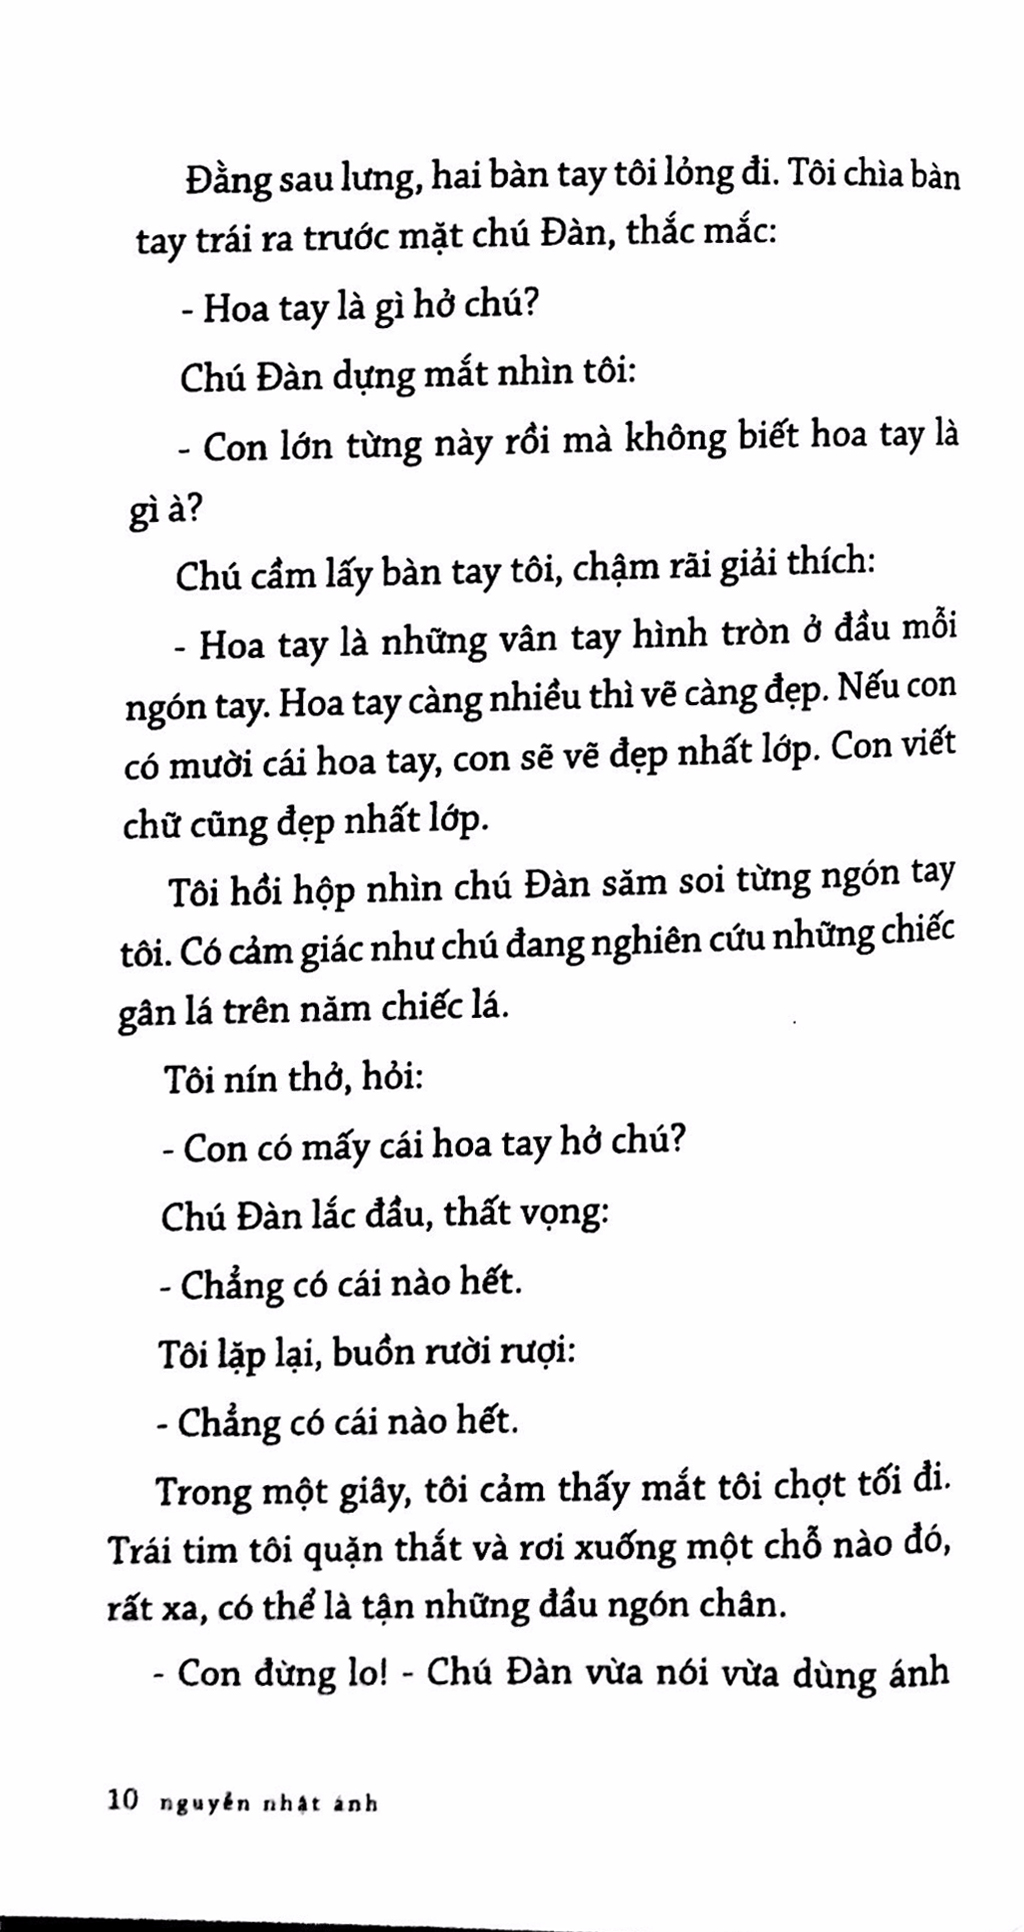 Đằng sau lưng, hai bàn tay tôi lỏng đi. Tôi chìa bàn
tay trái ra trước mặt chú Đàn, thắc mắc:
- Hoa tay là gì hở chú?
Chú Đàn dựng mắt nhìn tôi:
- Con lớn từng này rồi mà không biết hoa tay là
gì à?
Chú cầm lấy bàn tay tôi, chậm rãi giải thích:
- Hoa tay là những vân tay hình tròn ở đầu mỗi
ngón tay. Hoa tay càng nhiều thì vẽ càng đẹp. Nếu con
có mười cái hoa tay, con sẽ vẽ đẹp nhất lớp. Con viết
chữ cũng đẹp nhất lớp.
Tôi hồi hộp nhìn chú Đàn săm soi từng ngón tay
tôi. Có cảm giác như chú đang nghiên cứu những chiếc
gân lá trên năm chiếc lá.
Tôi nín thở, hỏi:
- Con có mấy cái hoa tay hở chú?
Chú Đàn lắc đầu, thất vọng:
- Chẳng có cái nào hết.
Tôi lặp lại, buồn rười rượi:
- Chẳng có cái nào hết.
Trong một giây, tôi cảm thấy mắt tôi chợt tối đi.
Trái tim tôi quặn thắt và rơi xuống một chỗ nào đó,
rất xa, có thể là tận những đầu ngón chân.
- Con đừng lo! - Chú Đàn vừa nói vừa dùng ánh
10 nguyễn nhật ánh